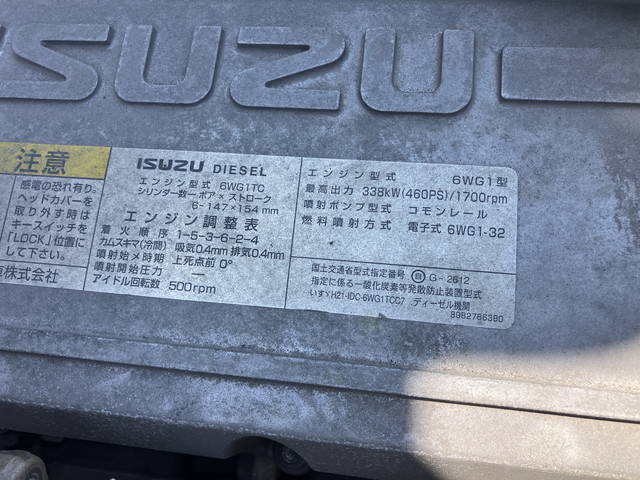 ISUZU
注意
感電の恐れ有り。
ヘッドカバーを
取り外す時は
キースイッチを
「LOCK」位置に
して下さい。
車株式会社
ISUZU DIESEL
エンジン型式 6WG1TC
シリンダ数－ボア×ストローク
6-147×154mm
エンジン調整表
着火順序 1-5-3-6-2-4
カムスキマ(冷間) 吸気0.4mm 排気0.4mm
噴射始メ時期 上死点前 0°
噴射開始圧力 —
アイドル回転数 500rpm
エンジン型式 6WG1型
最高出力 338kW(460PS)/1700rpm
噴射ポンプ型式 コモンレール
燃料噴射方式 電子式 6WG1-32
国土交通省型式指定番号 自 G-2612
指定に係る一酸化炭素等発散防止装置型式
いすゞH21-IDC-6WG1TCC7 ディーゼル機関
8982766380